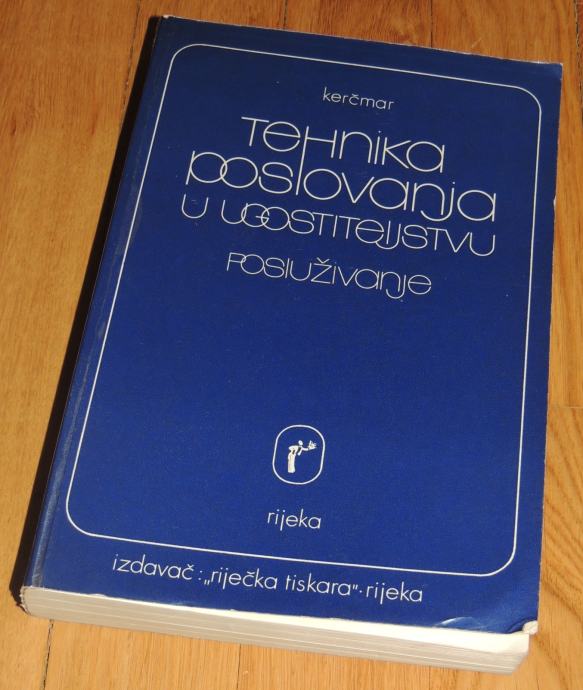 kerčmar
Tehnika
poslovanja
u ugostiteljstvu
posluživanje
rijeka
izdavač: „riječka tiskara"·rijeka